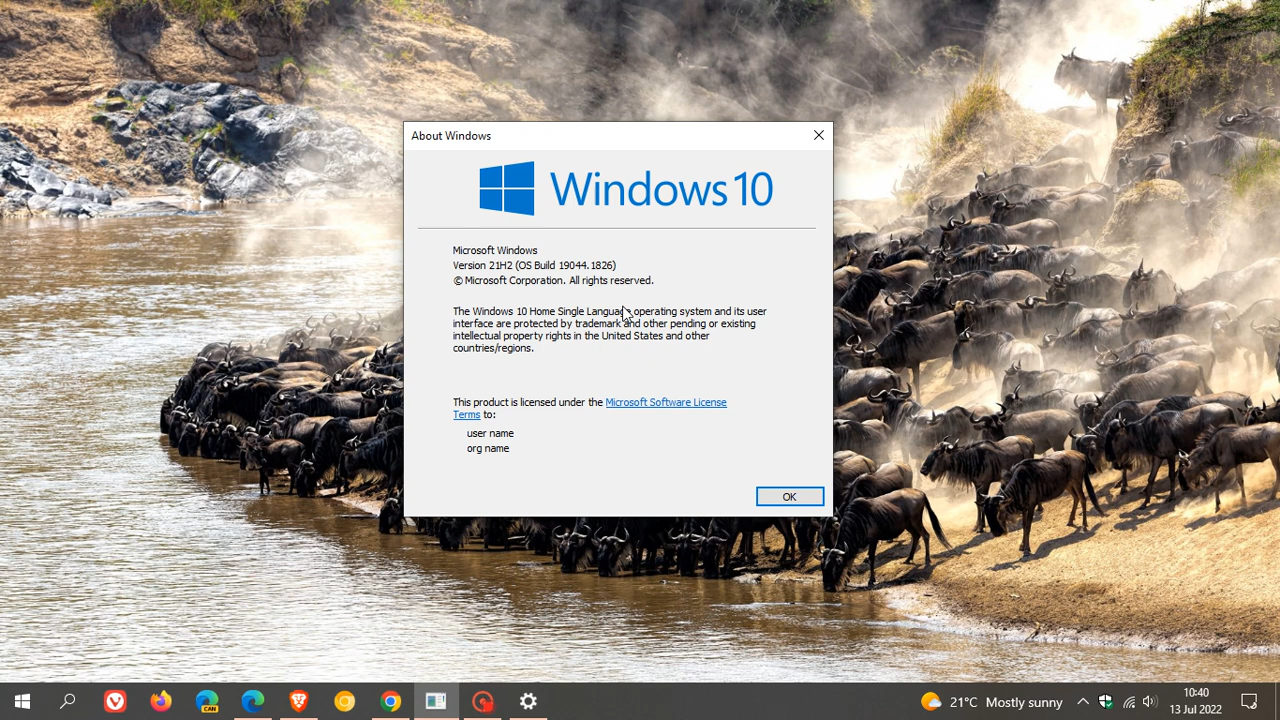 About Windows
Windows 10
Microsoft Windows
Version 21H2 (OS Build 19044.1826)
© Microsoft Corporation. All rights reserved.
The Windows 10 Home Single Language operating system and its user
interface are protected by trademark and other pending or existing
intellectual property rights in the United States and other
countries/regions.
This product is licensed under the Microsoft Software License
Terms to:
user name
org name
OK
CAN
21°C Mostly sunny
10:40
13 Jul 2022